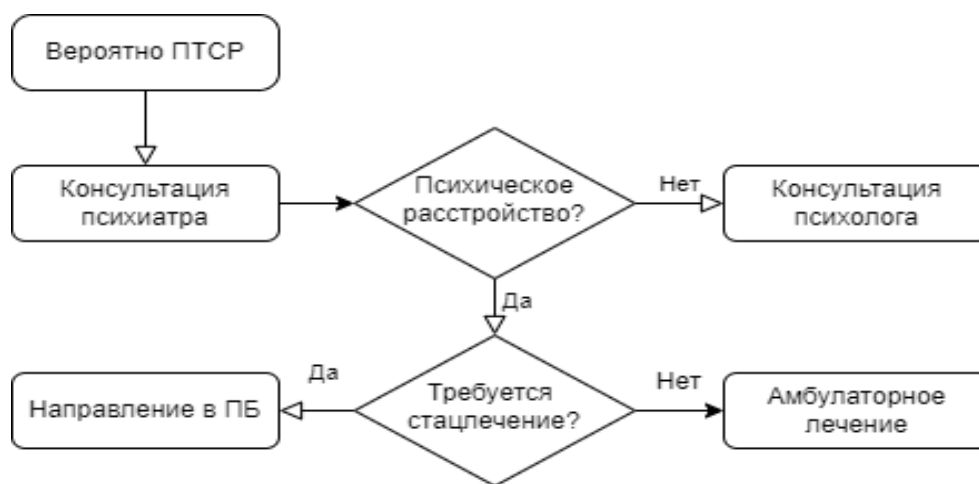 Вероятно ПТСР
Консультация
психиатра
Психическое
расстройство?
Нет
Консультация
психолога
Да
Направление в ПБ
Да
Требуется
стацлечение?
Нет
Амбулаторное
лечение